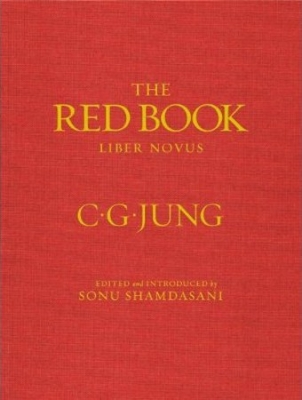 THE
RED BOOK
LIBER NOVUS
C·G·JUNG
EDITED and INTRODUCED by
SONU SHAMDASANI